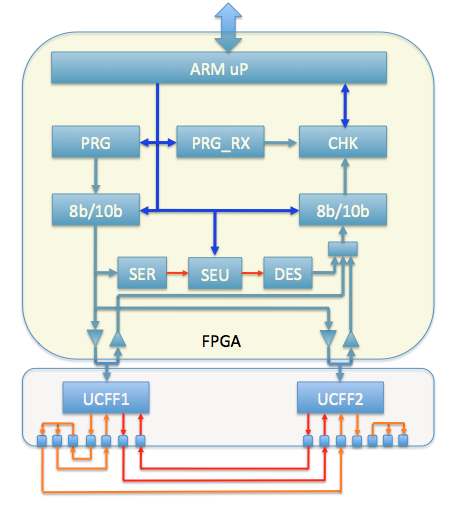 ARM uP
PRG
PRG_RX
CHK
8b/10b
8b/10b
SER
SEU
DES
FPGA
UCFF1
UCFF2